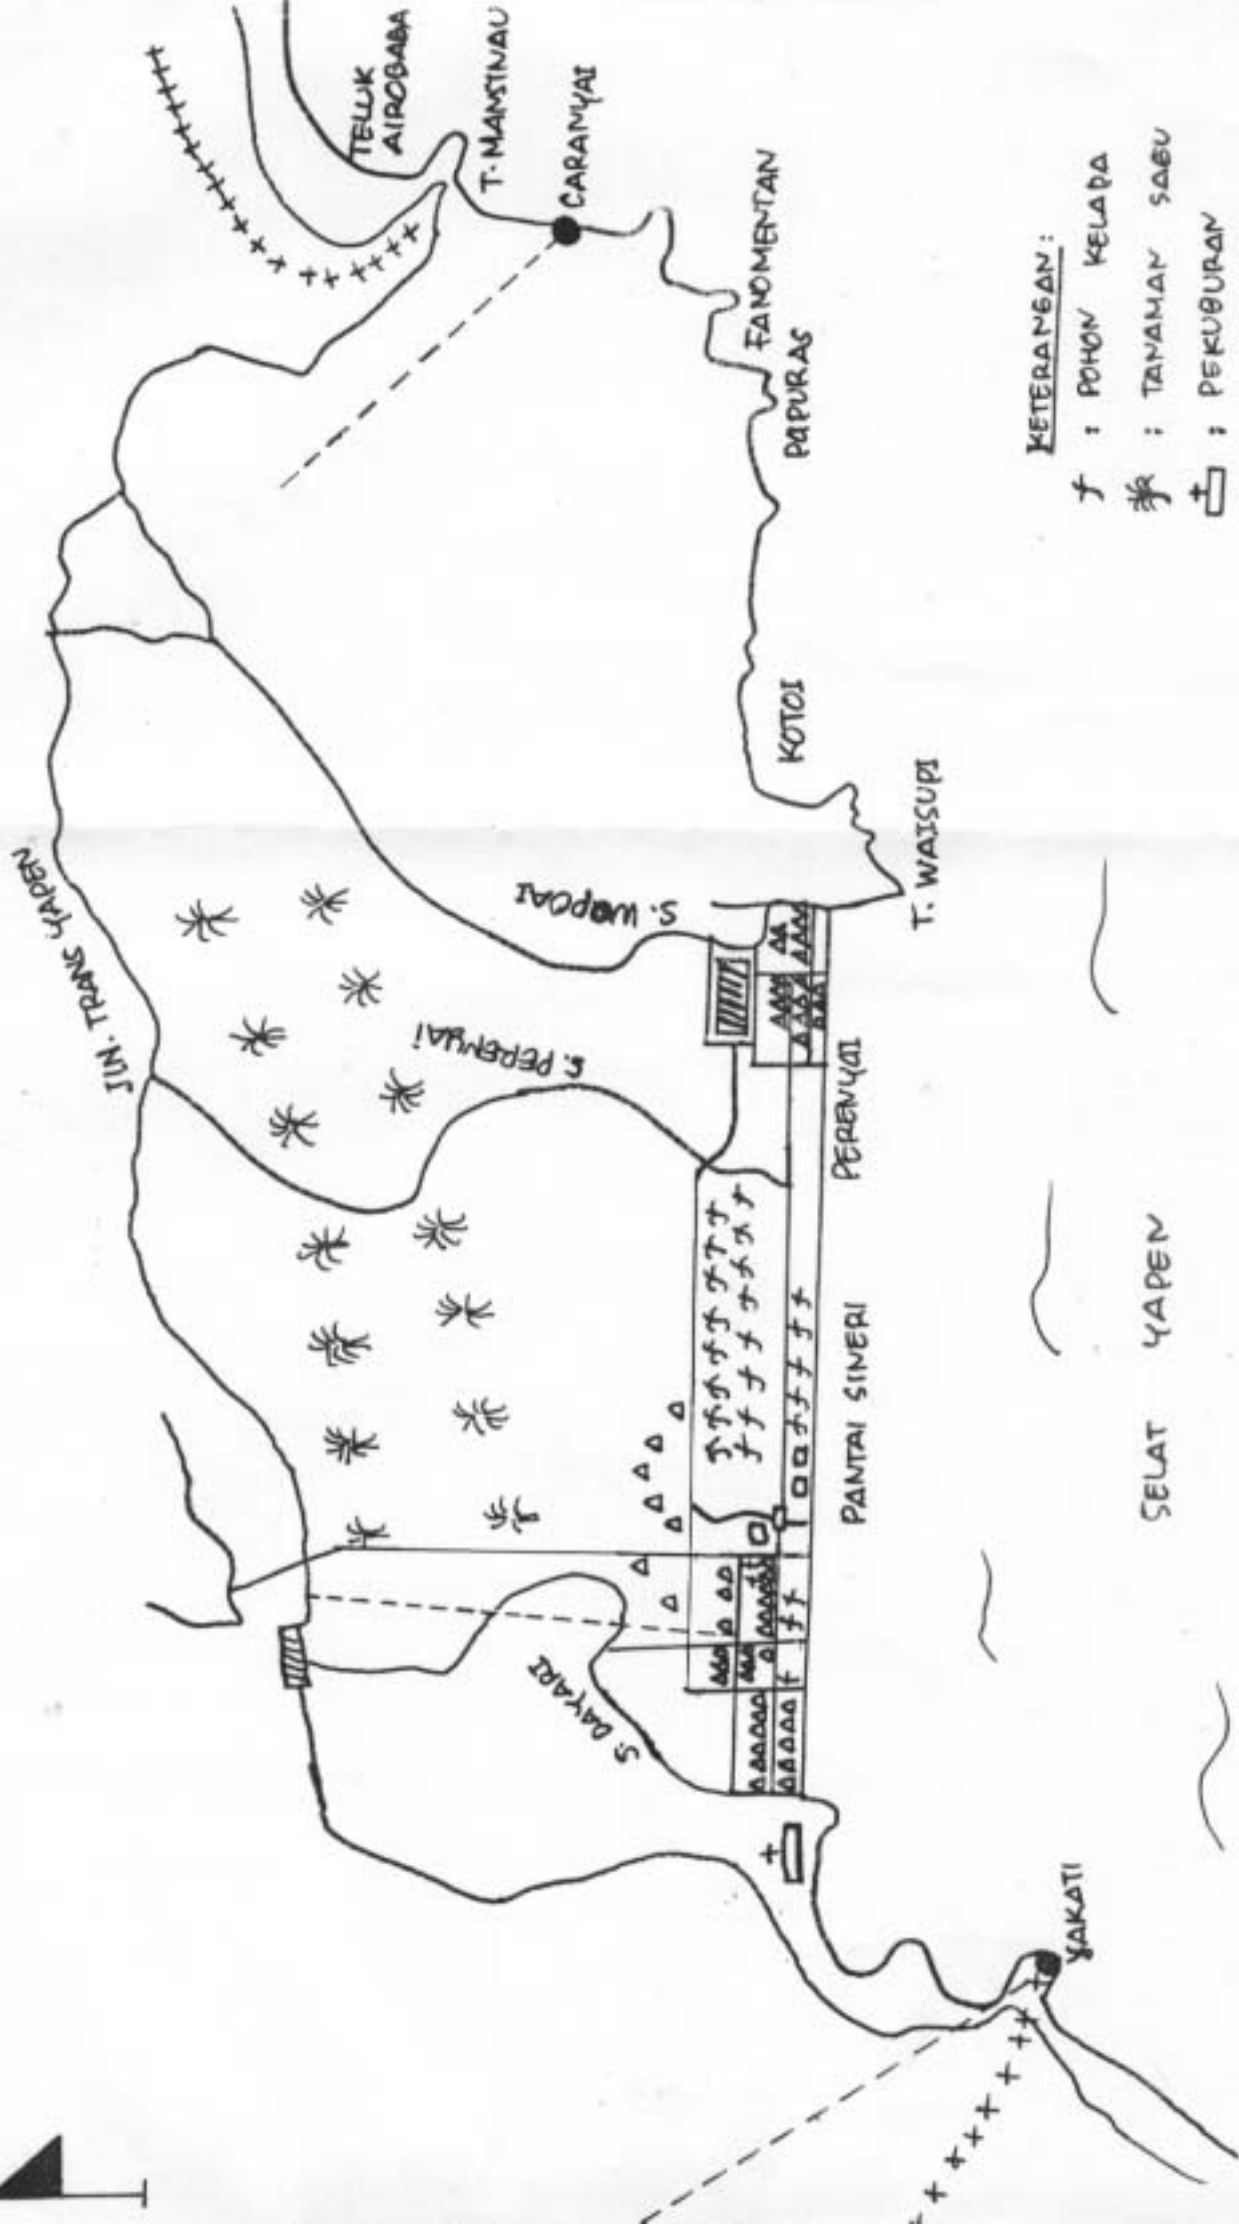 JLN. TRANS YAPEN
TELUK
AIROBABA
T. MANSINAU
CARANYAI
FANOMENTAN
PAPURAS
KOTOI
T. WAISUPI
S. WOPOAI
S. PERENYAI
PERENYAI
PANTAI SINERI
S. DAYARI
YAKATI
SELAT YAPEN
KETERANGAN :
: POHON KELAPA
: TANAMAN SAGU
: PEKUBURAN